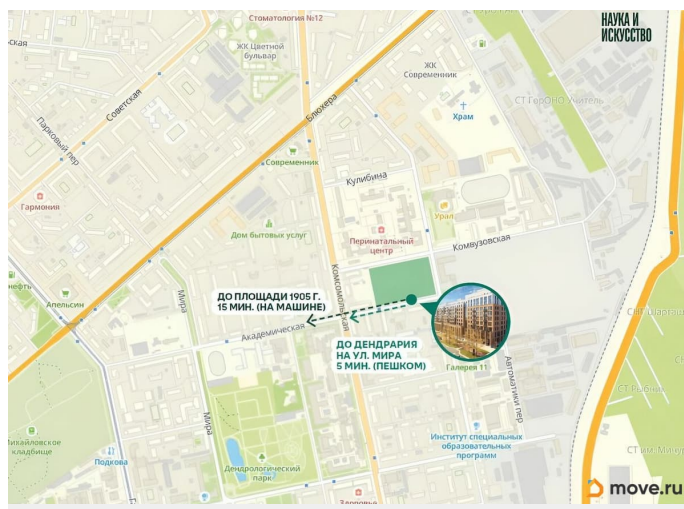 Стоматология №12
НАУКА И
ИСКУССТВО
ЖК Цветной
бульвар
ЖК
Современник
СТ ГорОНО Учитель
Советская
Блюхера
Храм
Парковый пер
Современник
Кулибина
Гармония
Урал
Дом бытовых услуг
Перинатальный
центр
Комвузовская
Мира
Комсомольская
ДО ПЛОЩАДИ 1905 Г.
15 МИН. (НА МАШИНЕ)
Апельсин
Академическая
ДО ДЕНДРАРИЯ
НА УЛ. МИРА
5 МИН. (ПЕШКОМ)
Галерея 11
Автоматики пер
СТ Рыбник
Мира
Институт специальных
образовательных
программ
Михайловское
кладбище
Подкова
Дендрологический
парк
Здоровье
move.ru